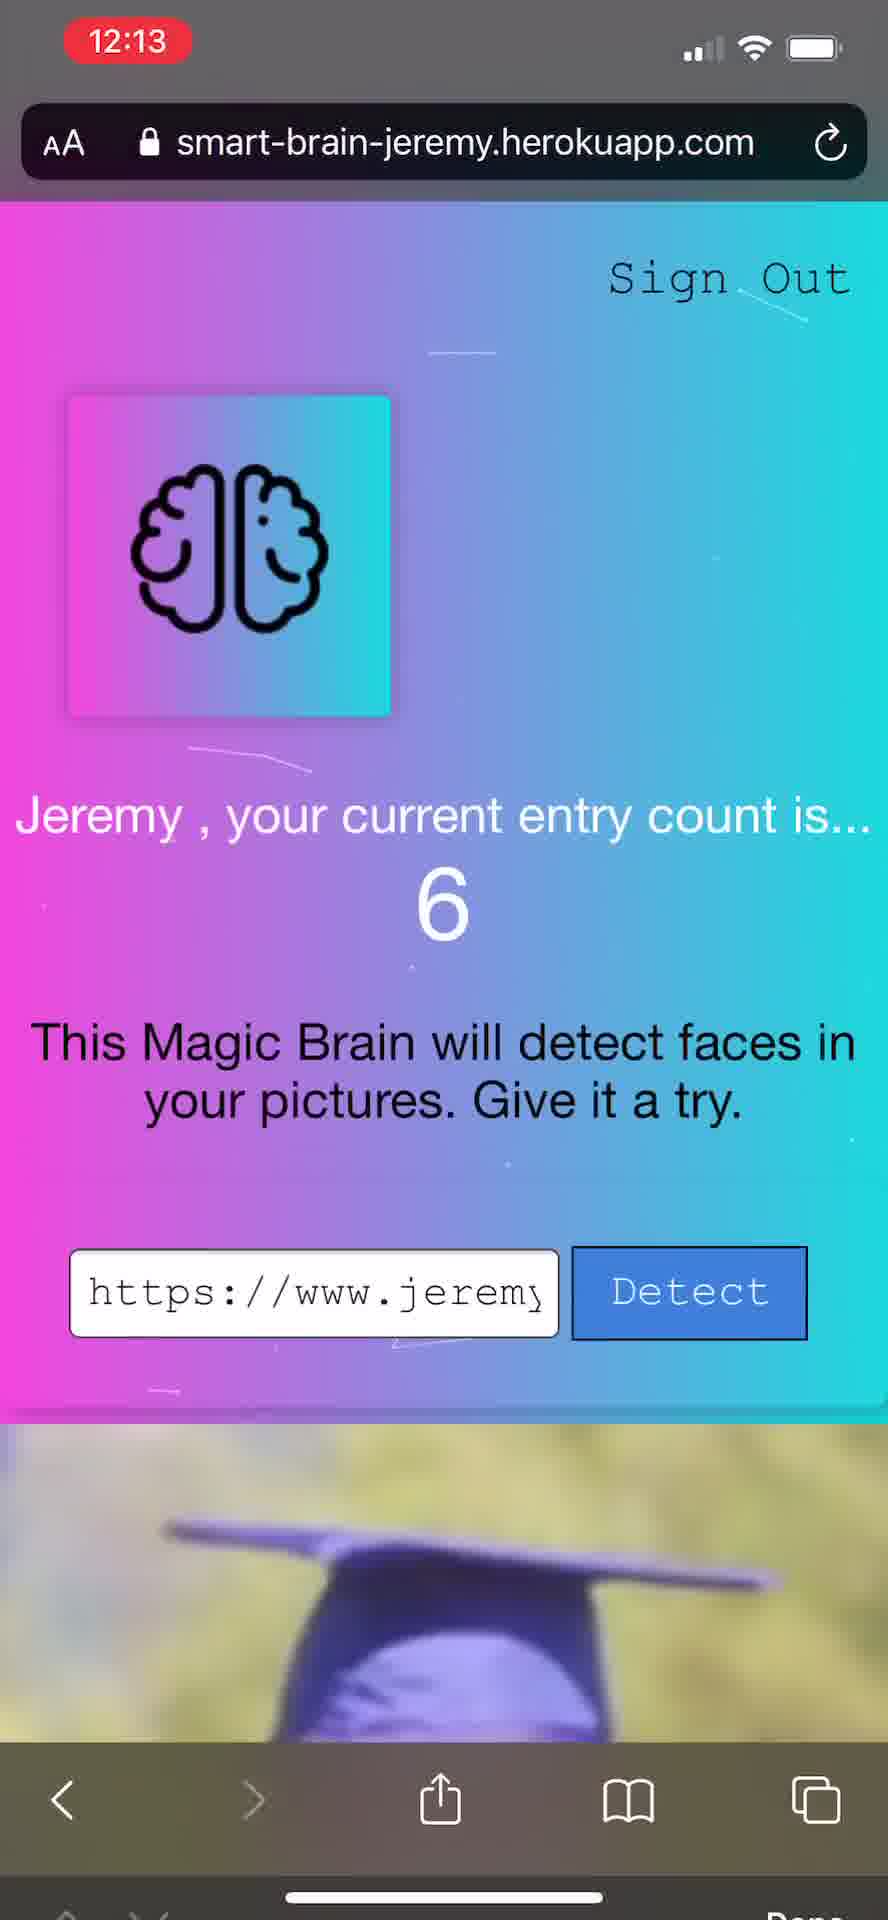 12:13
AA smart-brain-jeremy.herokuapp.com
Sign Out
Jeremy , your current entry count is...
6
This Magic Brain will detect faces in
your pictures. Give it a try.
https://www.jeremy Detect
Done